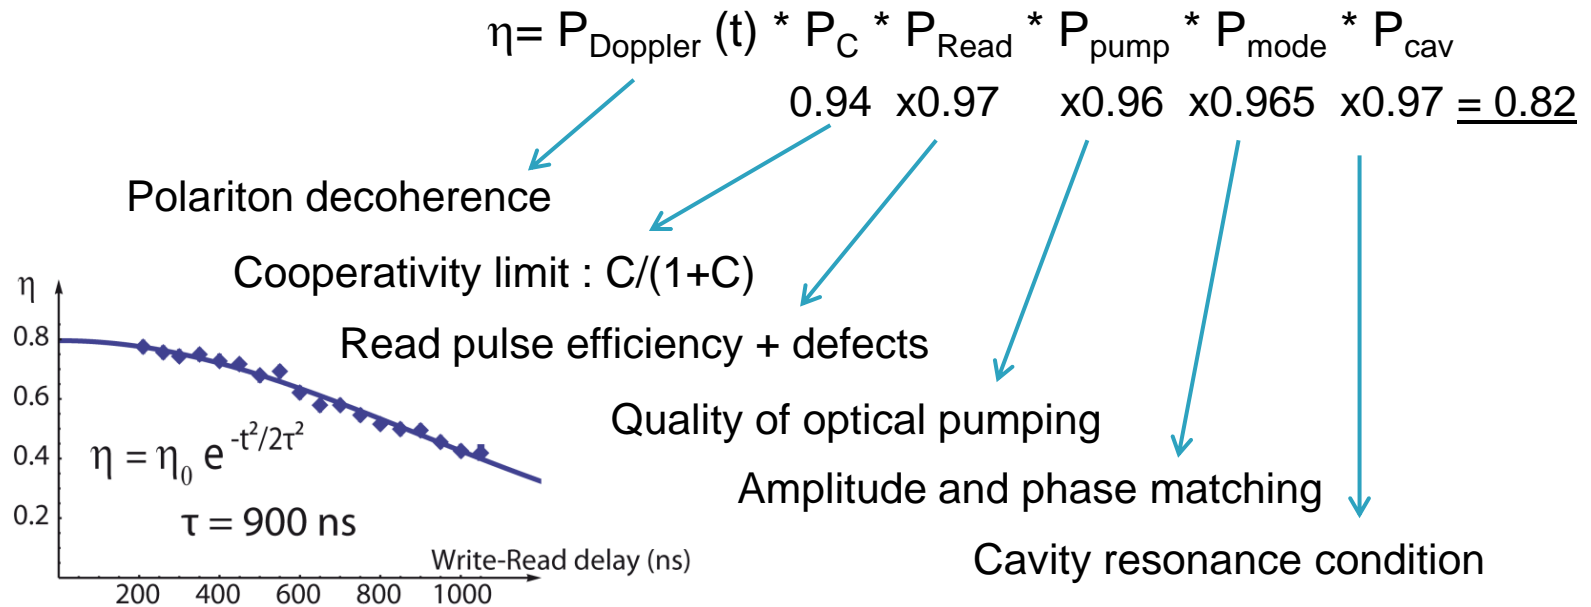 η= P_Doppler (t) * P_C * P_Read * P_pump * P_mode * P_cav
0.94 x0.97 x0.96 x0.965 x0.97 = 0.82
Polariton decoherence
Cooperativity limit : C/(1+C)
Read pulse efficiency + defects
Quality of optical pumping
Amplitude and phase matching
Cavity resonance condition
η
0.8
0.6
0.4
0.2
η = η₀ e^-t²/2τ²
τ = 900 ns
Write-Read delay (ns)
200 400 600 800 1000